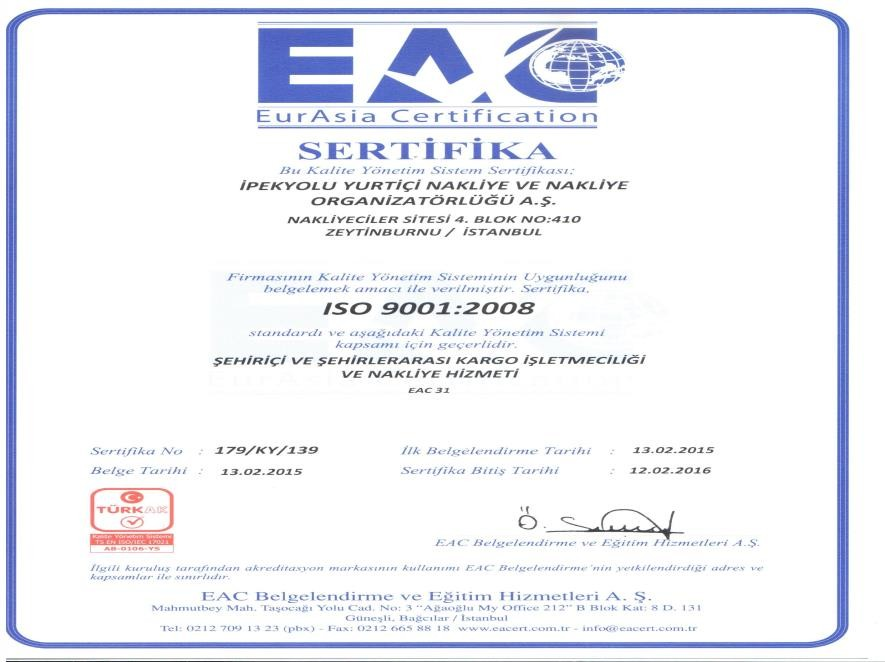 EAC
EurAsia Certification
SERTİFİKA
Bu Kalite Yönetim Sistem Sertifikası;
İPEKYOLU YURTİÇİ NAKLİYE VE NAKLİYE
ORGANİZATÖRLÜĞÜ A.Ş.
NAKLİYECİLER SİTESİ 4. BLOK NO:410
ZEYTİNBURNU / İSTANBUL
Firmasının Kalite Yönetim Sisteminin Uygunluğunu
belgelemek amacı ile verilmiştir. Sertifika,
ISO 9001:2008
standardı ve aşağıdaki Kalite Yönetim Sistemi
kapsamı için geçerlidir.
ŞEHİRİÇİ VE ŞEHİRLERARASI KARGO İŞLETMECİLİĞİ
VE NAKLİYE HİZMETİ
EAC 31
Sertifika No : 179/KY/139 İlk Belgelendirme Tarihi : 13.02.2015
Belge Tarihi : 13.02.2015 Sertifika Bitiş Tarihi : 12.02.2016
TÜRKAK
Kalite Yönetim Sistemi
TS EN ISO/IEC 17021
AB-0106-YS
EAC Belgelendirme ve Eğitim Hizmetleri A.Ş.
İlgili kuruluş tarafından akreditasyon markasının kullanımı EAC Belgelendirme'nin yetkilendirdiği adres ve
kapsamlar ile sınırlıdır.
EAC Belgelendirme ve Eğitim Hizmetleri A. Ş.
Mahmutbey Mah. Taşocağı Yolu Cad. No: 3 "Ağaoğlu My Office 212" B Blok Kat: 8 D. 131
Güneşli, Bağcılar / İstanbul
Tel: 0212 709 13 23 (pbx) - Fax: 0212 665 88 18 www.eacert.com.tr - info@eacert.com.tr